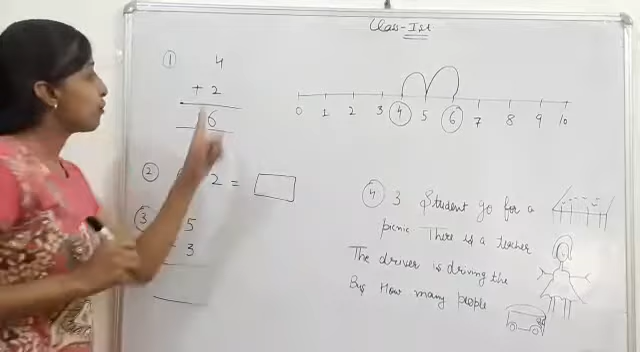 Class-Ist
① 4
+ 2
6
0 1 2 3 ④ 5 ⑥ 7 8 9 10
② 2 =
③ 5
3
④ 3 Student go for a
picnic There is a techer
The driver is driving the
Bus How many people